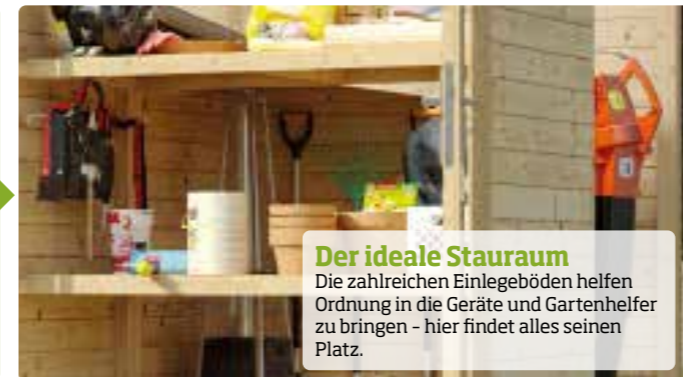 Der ideale Stauraum
Die zahlreichen Einlegeböden helfen
Ordnung in die Geräte und Gartenhelfer
zu bringen – hier findet alles seinen
Platz.